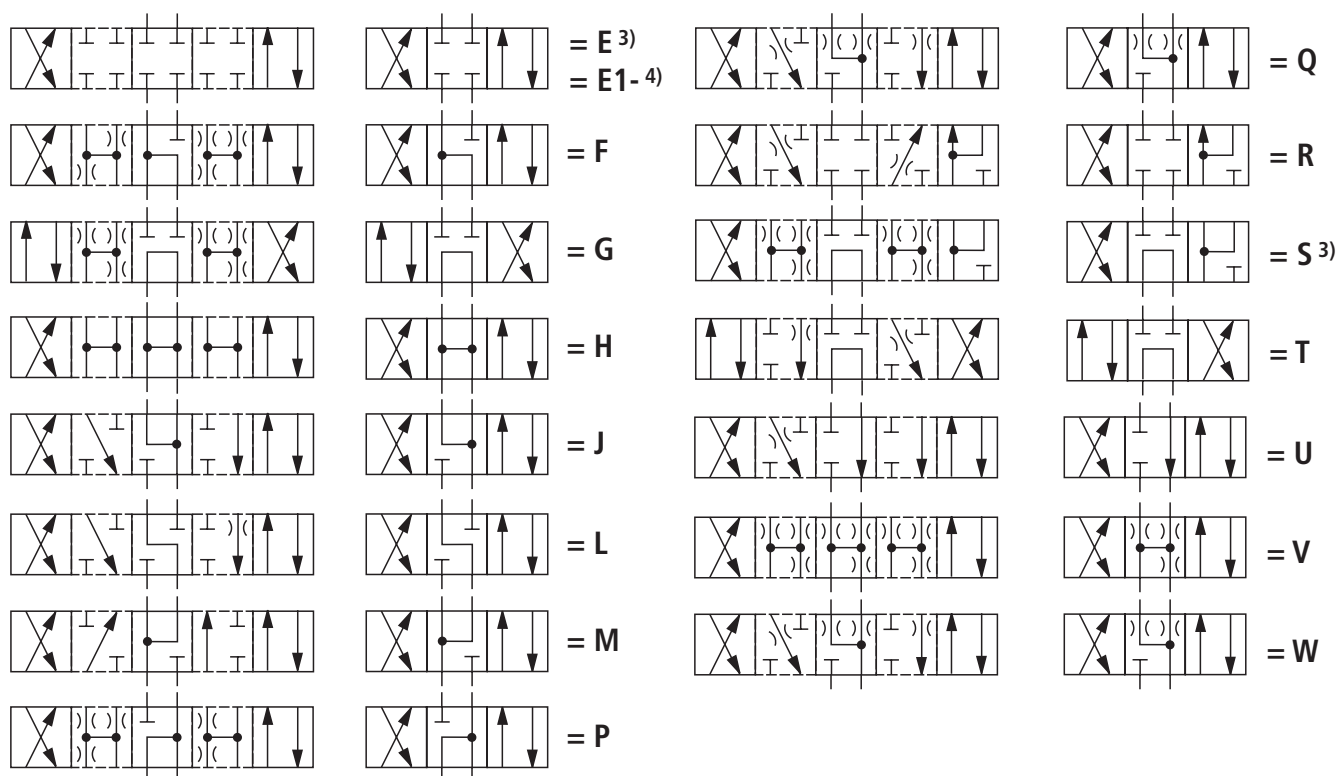 = E 3)
= E1- 4)
= F
= G
= H
= J
= L
= M
= P
= Q
= R
= S 3)
= T
= U
= V
= W